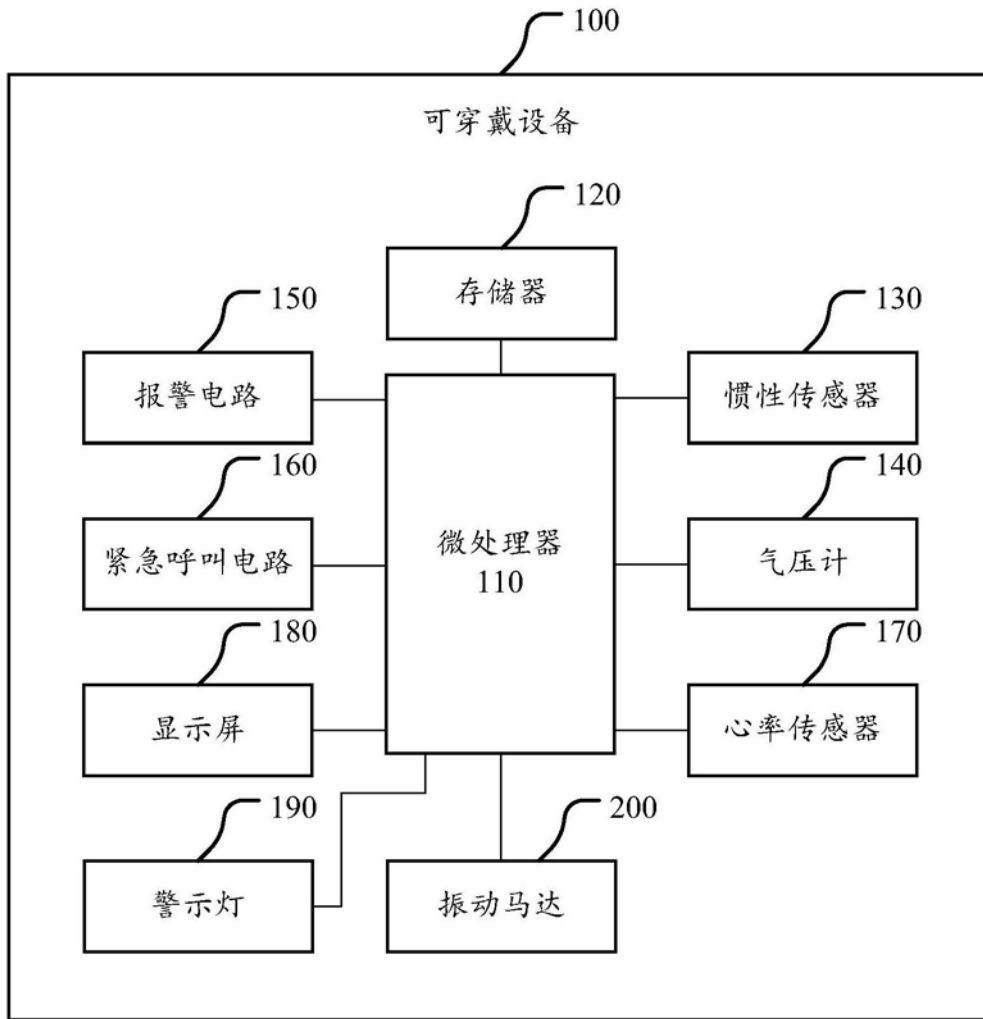 100
可穿戴设备
120
存储器
150
报警电路
130
惯性传感器
160
紧急呼叫电路
微处理器
110
140
气压计
180
显示屏
170
心率传感器
190
警示灯
200
振动马达